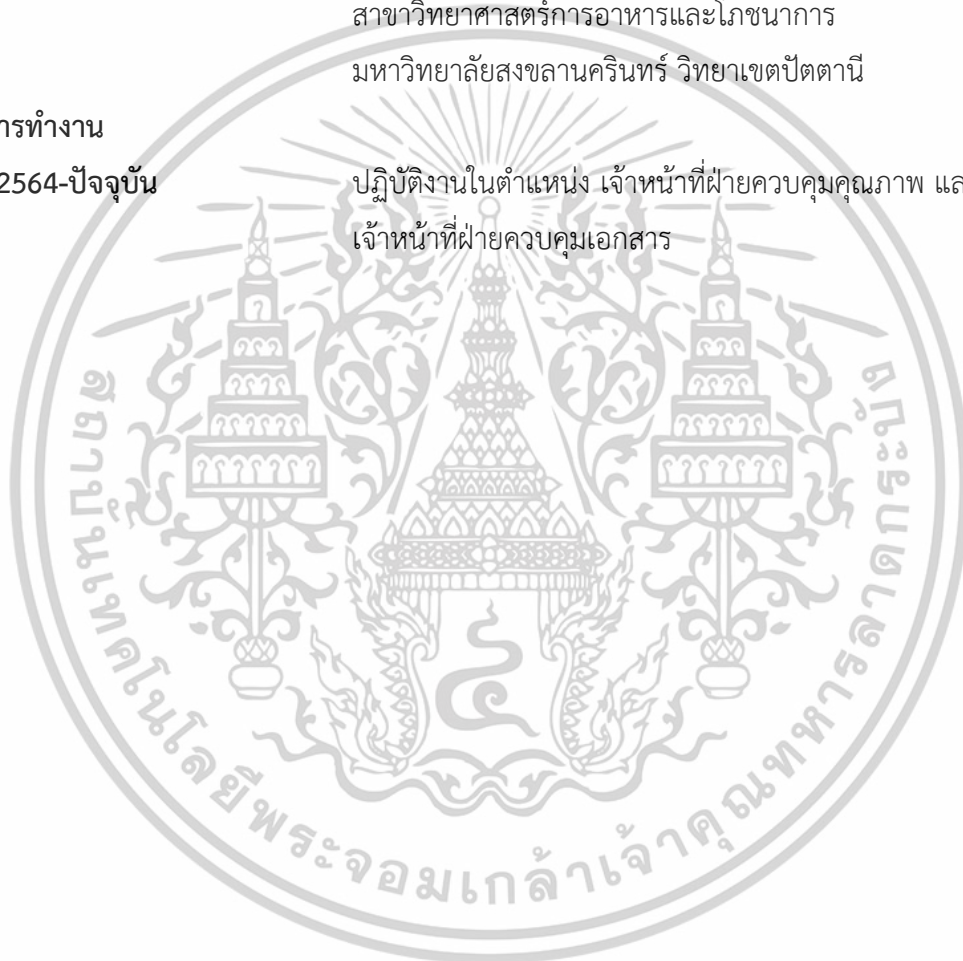 สาขาวิทยาศาสตร์การอาหารและโภชนาการ
มหาวิทยาลัยสงขลานครินทร์ วิทยาเขตปัตตานี
ารทำงาน
2564-ปัจจุบัน ปฏิบัติงานในตำแหน่ง เจ้าหน้าที่ฝ่ายควบคุมคุณภาพ แล
เจ้าหน้าที่ฝ่ายควบคุมเอกสาร
สถาบันเทคโนโลยีพระจอมเกล้าเจ้าคุณทหารลาดกระบัง
๔